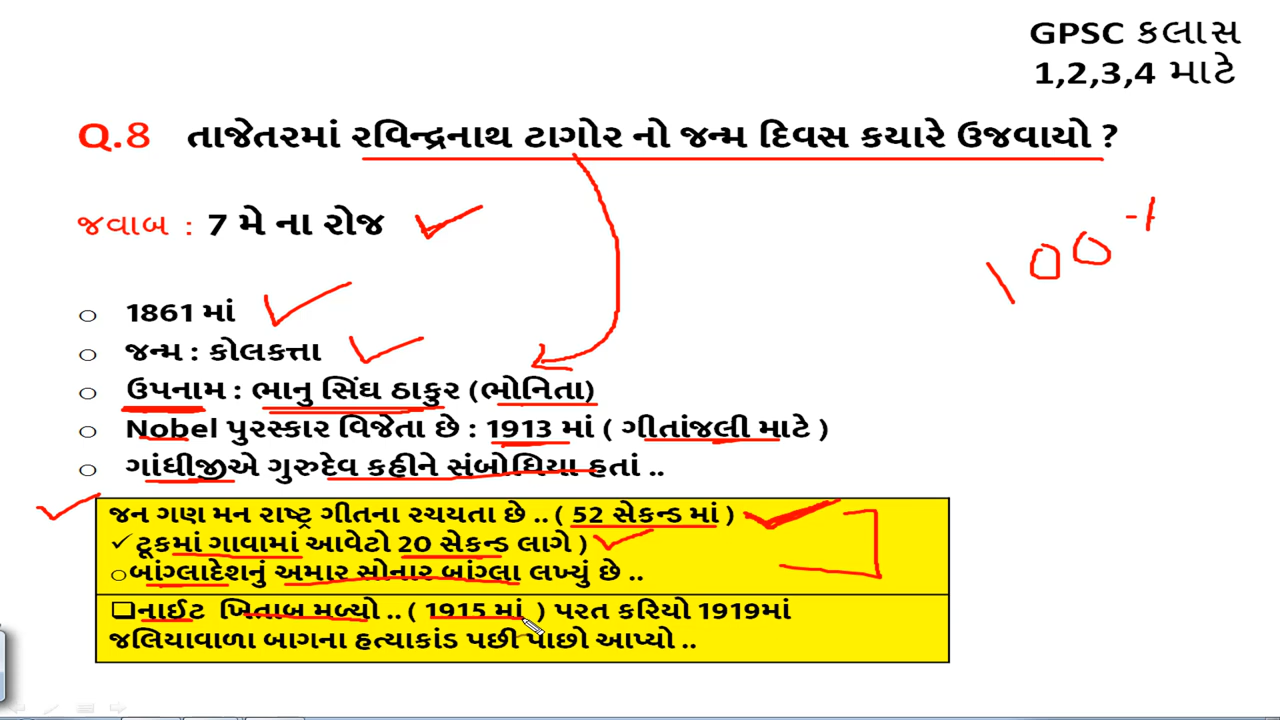 GPSC કલાસ
1,2,3,4 માટે
Q.8 તાજેતરમાં રવિન્દ્રનાથ ટાગોર નો જન્મ દિવસ કયારે ઉજવાયો ?
જવાબ : 7 મે ના રોજ
100
1861 માં
જન્મ : કોલકત્તા
ઉપનામ : ભાનુ સિંઘ ઠાકુર (ભોનિતા)
Nobel પુરસ્કાર વિજેતા છે : 1913 માં ( ગીતાંજલી માટે )
ગાંધીજીએ ગુરુદેવ કહીને સંબોધિયા હતાં ..
જન ગણ મન રાષ્ટ્ર ગીતના રચયતા છે .. ( 52 સેકન્ડ માં )
✓ ટૂકમાં ગાવામાં આવેટો 20 સેકન્ડ લાગે )
બાંગ્લાદેશનું અમાર સોનાર બાંગ્લા લખ્યું છે ..
નાઈટ ખિતાબ મળ્યો .. ( 1915 માં ) પરત કરિયો 1919માં
જલિયાવાળા બાગના હત્યાકાંડ પછી પાછો આપ્યો ..